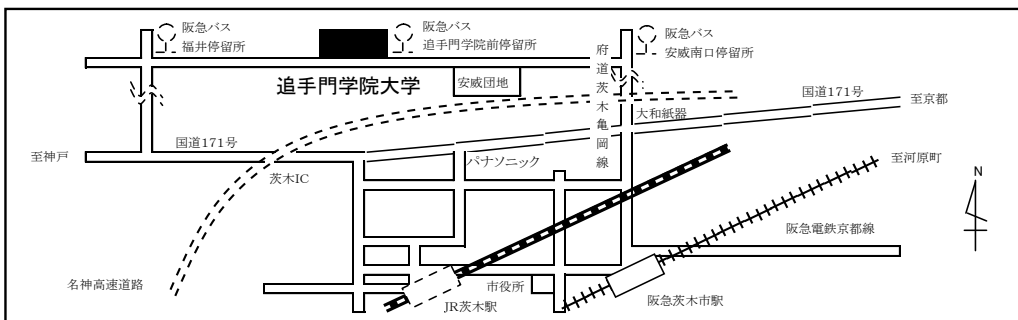 阪急バス
福井停留所
阪急バス
追手門学院前停留所
阪急バス
安威南口停留所
追手門学院大学
安威団地
府道茨木亀岡線
国道171号
至京都
大和紙器
国道171号
至神戸
パナソニック
至河原町
茨木IC
N
阪急電鉄京都線
名神高速道路
市役所
JR茨木駅
阪急茨木市駅